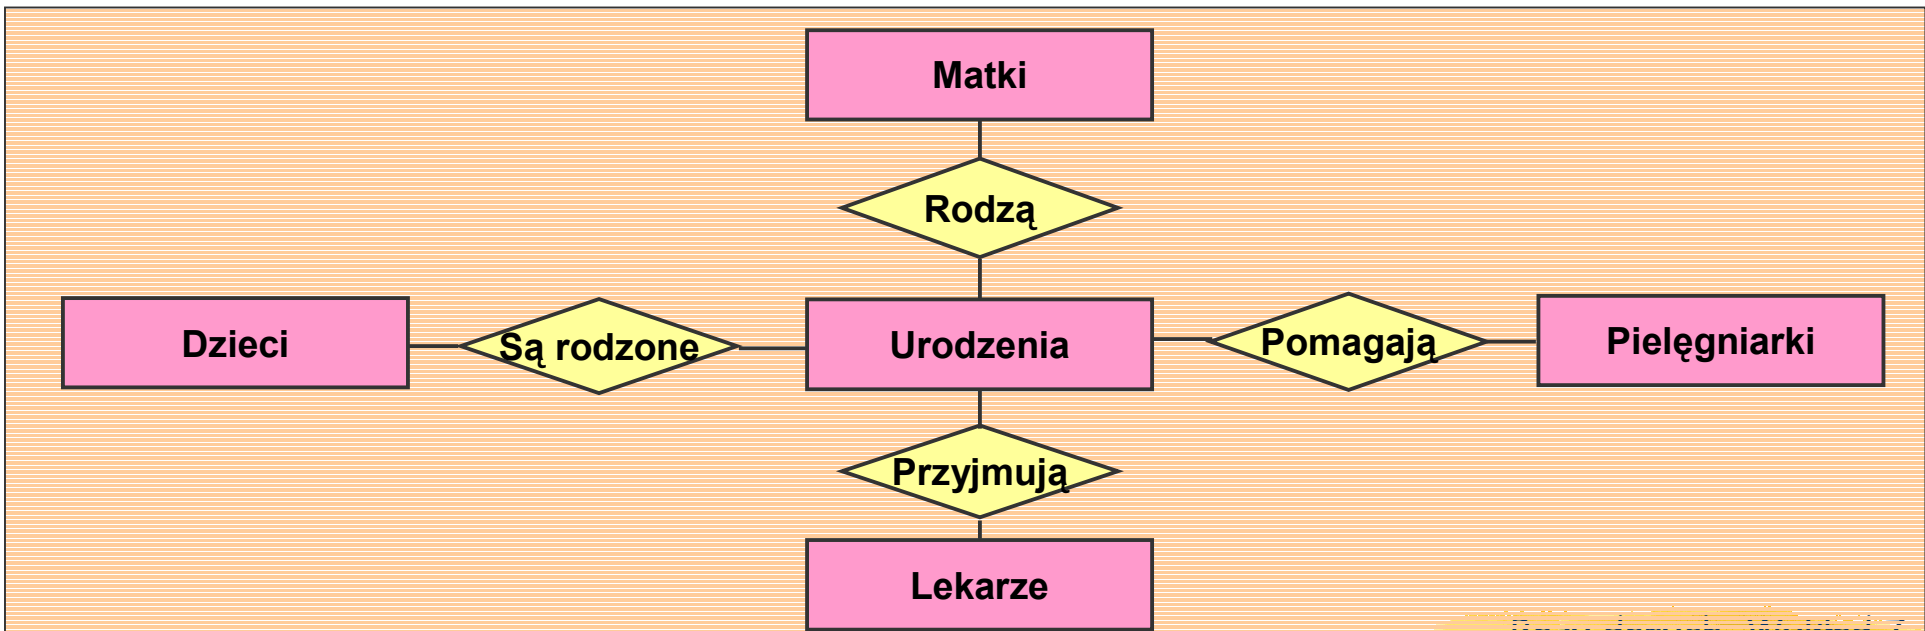 Matki
Rodzą
Dzieci
Są rodzone
Urodzenia
Pomagają
Pielęgniarki
Przyjmują
Lekarze